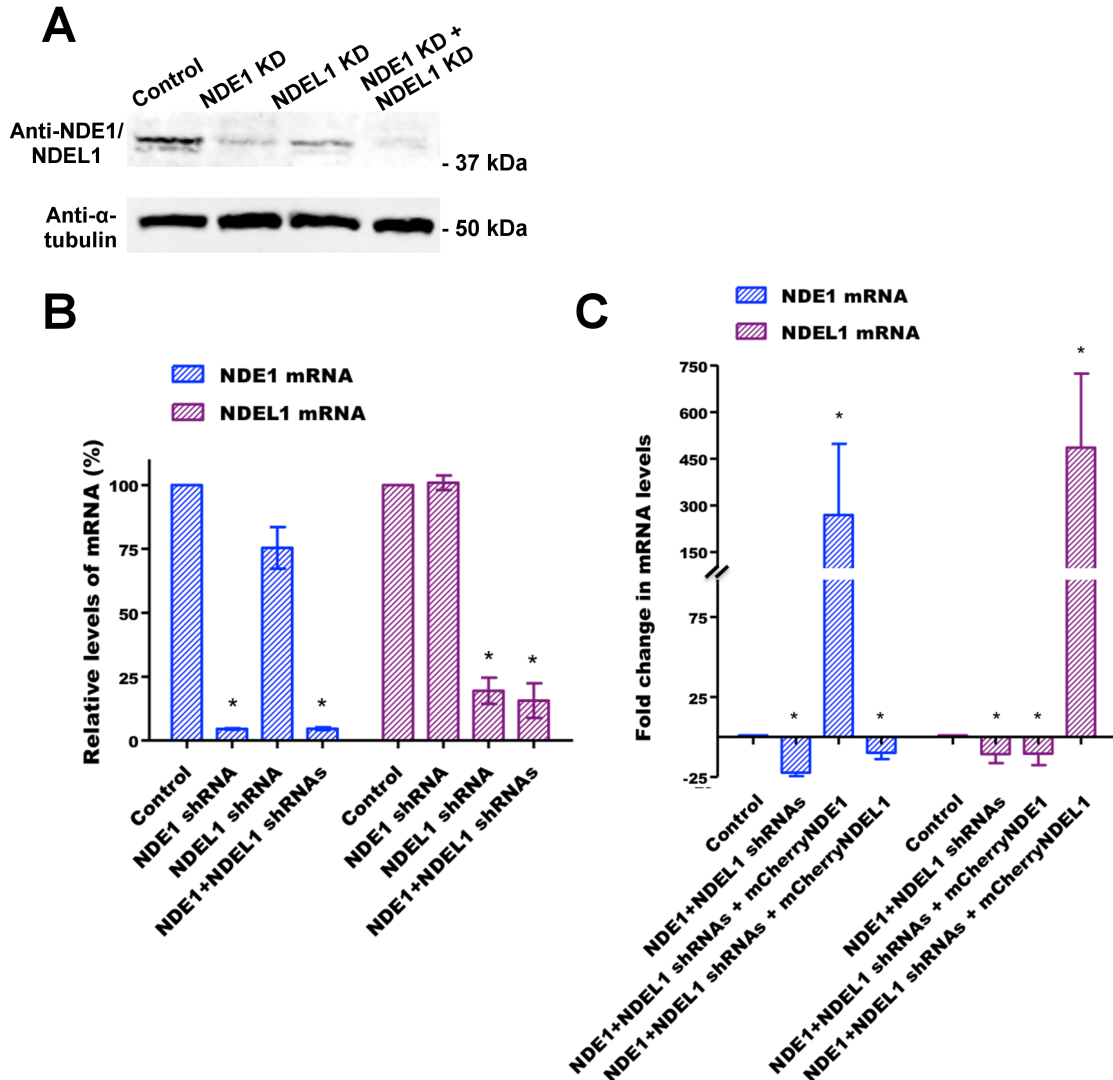 A
Control
NDE1 KD
NDEL1 KD
NDE1 KD +
NDEL1 KD
Anti-NDE1/
NDEL1
- 37 kDa
Anti-α-
tubulin
- 50 kDa
B
NDE1 mRNA
NDEL1 mRNA
Relative levels of mRNA (%)
100
75
50
25
0
*
*
*
*
Control
NDE1 shRNA
NDEL1 shRNA
NDE1+NDEL1 shRNAs
Control
NDE1 shRNA
NDEL1 shRNA
NDE1+NDEL1 shRNAs
C
NDE1 mRNA
NDEL1 mRNA
Fold change in mRNA levels
750
600
450
300
150
75
25
-25
*
*
*
*
*
*
Control
NDE1+NDEL1 shRNAs
NDE1+NDEL1 shRNAs + mCherryNDE1
NDE1+NDEL1 shRNAs + mCherryNDEL1
Control
NDE1+NDEL1 shRNAs
NDE1+NDEL1 shRNAs + mCherryNDE1
NDE1+NDEL1 shRNAs + mCherryNDEL1